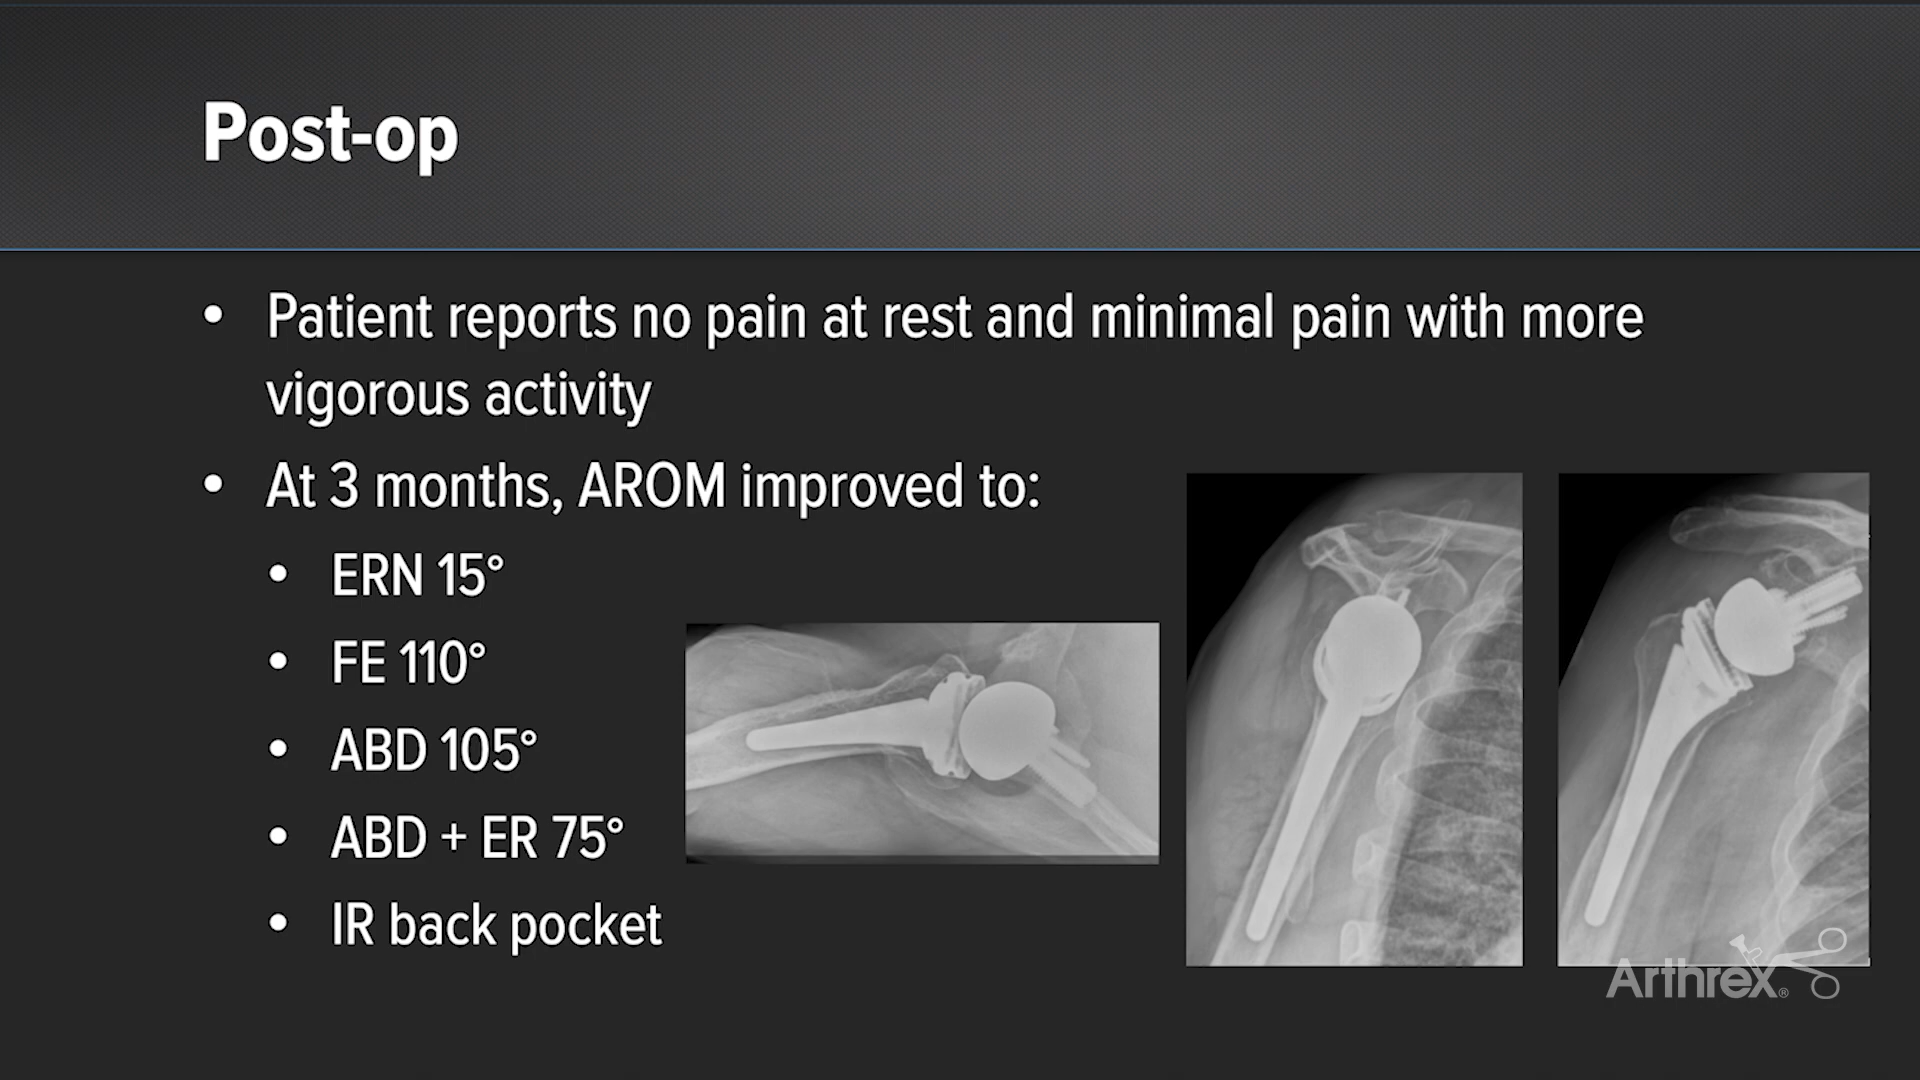 Post-op
• Patient reports no pain at rest and minimal pain with more
vigorous activity
• At 3 months, AROM improved to:
• ERN 15°
• FE 110°
• ABD 105°
• ABD + ER 75°
• IR back pocket
Arthrex®